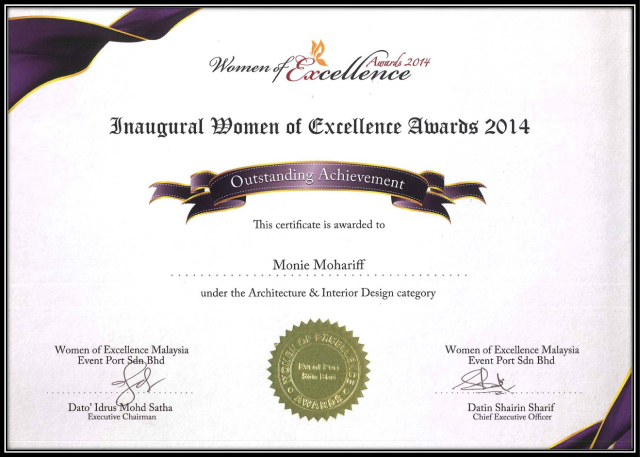 Women of Excellence Awards 2014
Inaugural Women of Excellence Awards 2014
Outstanding Achievement
This certificate is awarded to
Monie Mohariff
under the Architecture & Interior Design category
Women of Excellence Malaysia
Event Port Sdn Bhd
Dato' Idrus Mohd Satha
Executive Chairman
WOMEN OF EXCELLENCE
Event Port
Sdn Bhd
AWARDS
Women of Excellence Malaysia
Event Port Sdn Bhd
Datin Shairin Sharif
Chief Executive Officer